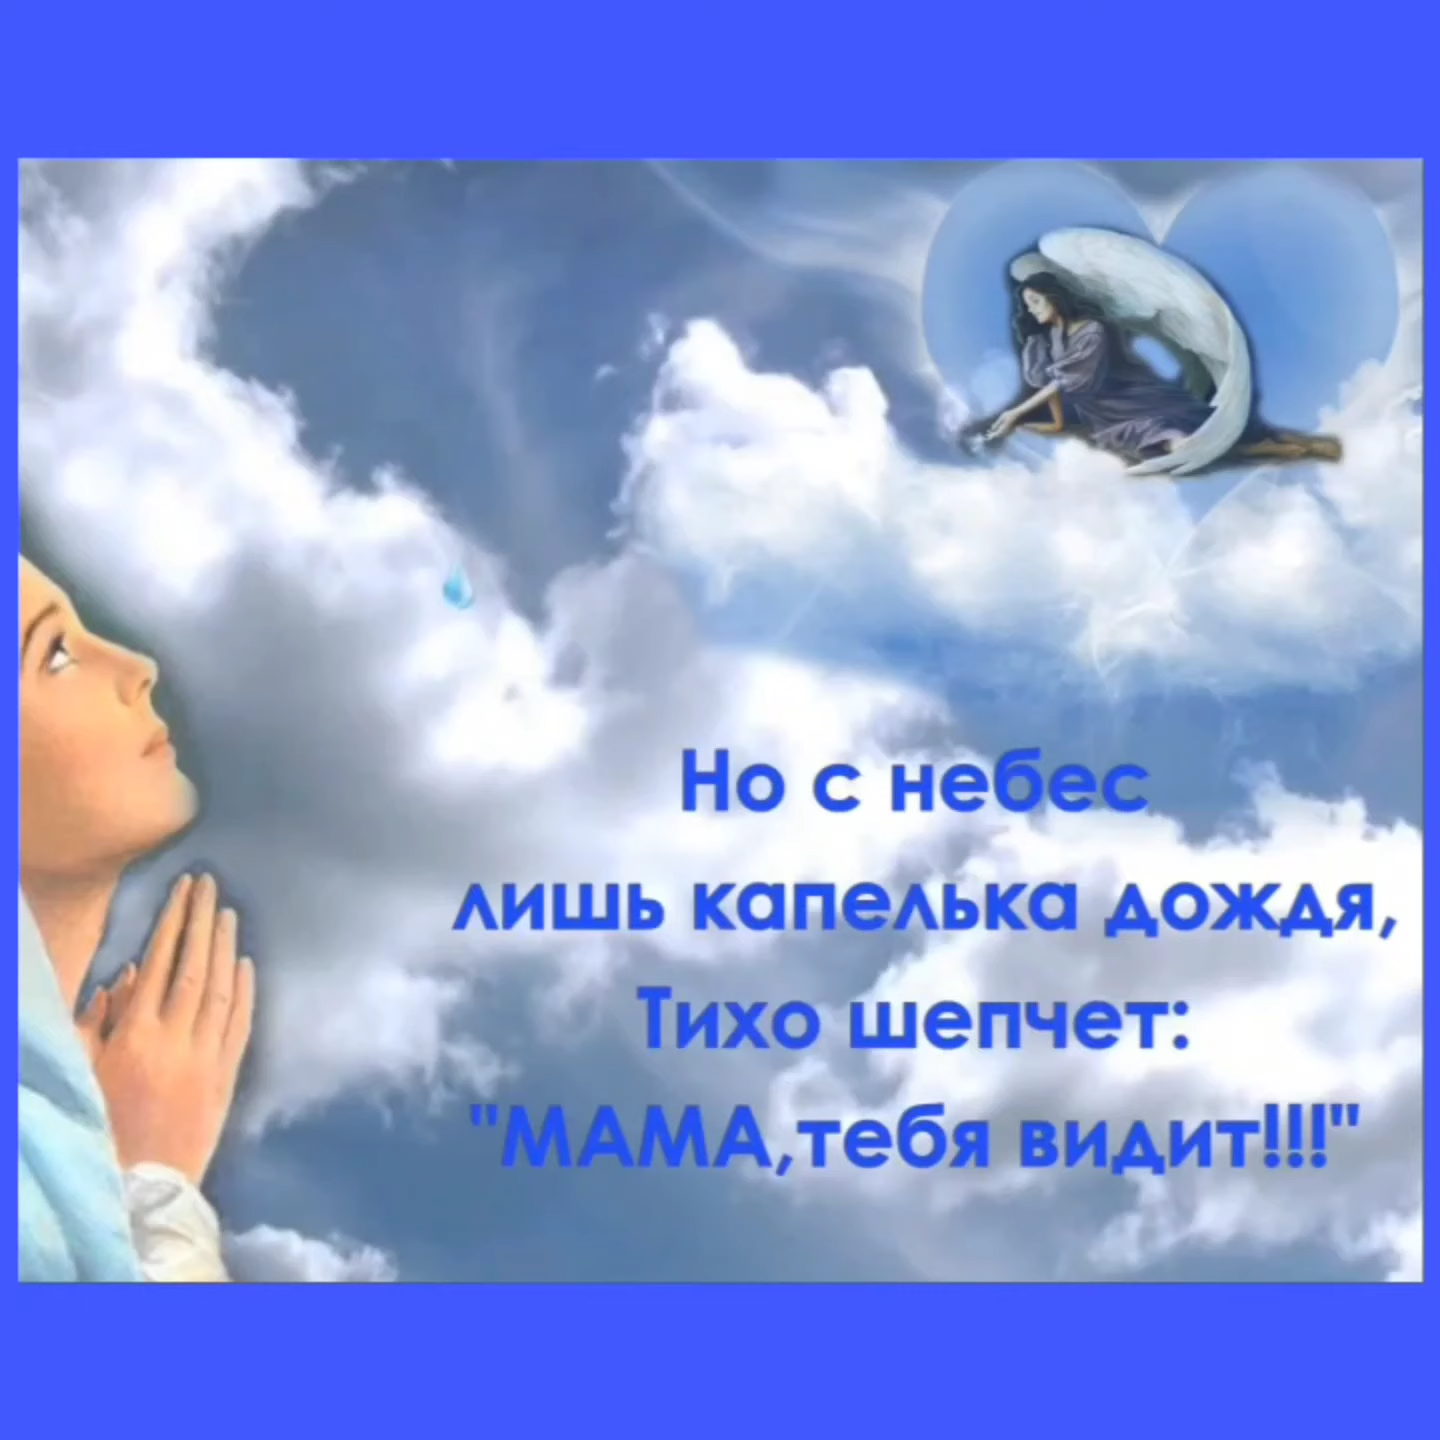 Но с небес
лишь капелька дождя,
Тихо шепчет:
"МАМА,тебя видит!!!"